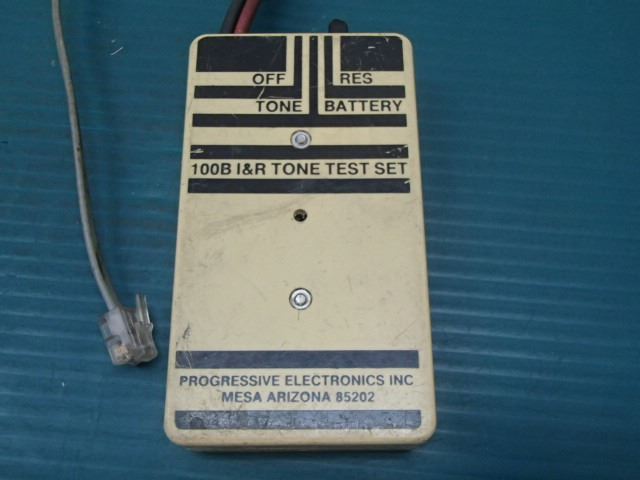 OFF RES
TONE BATTERY
100B I&R TONE TEST SET
PROGRESSIVE ELECTRONICS INC
MESA ARIZONA 85202